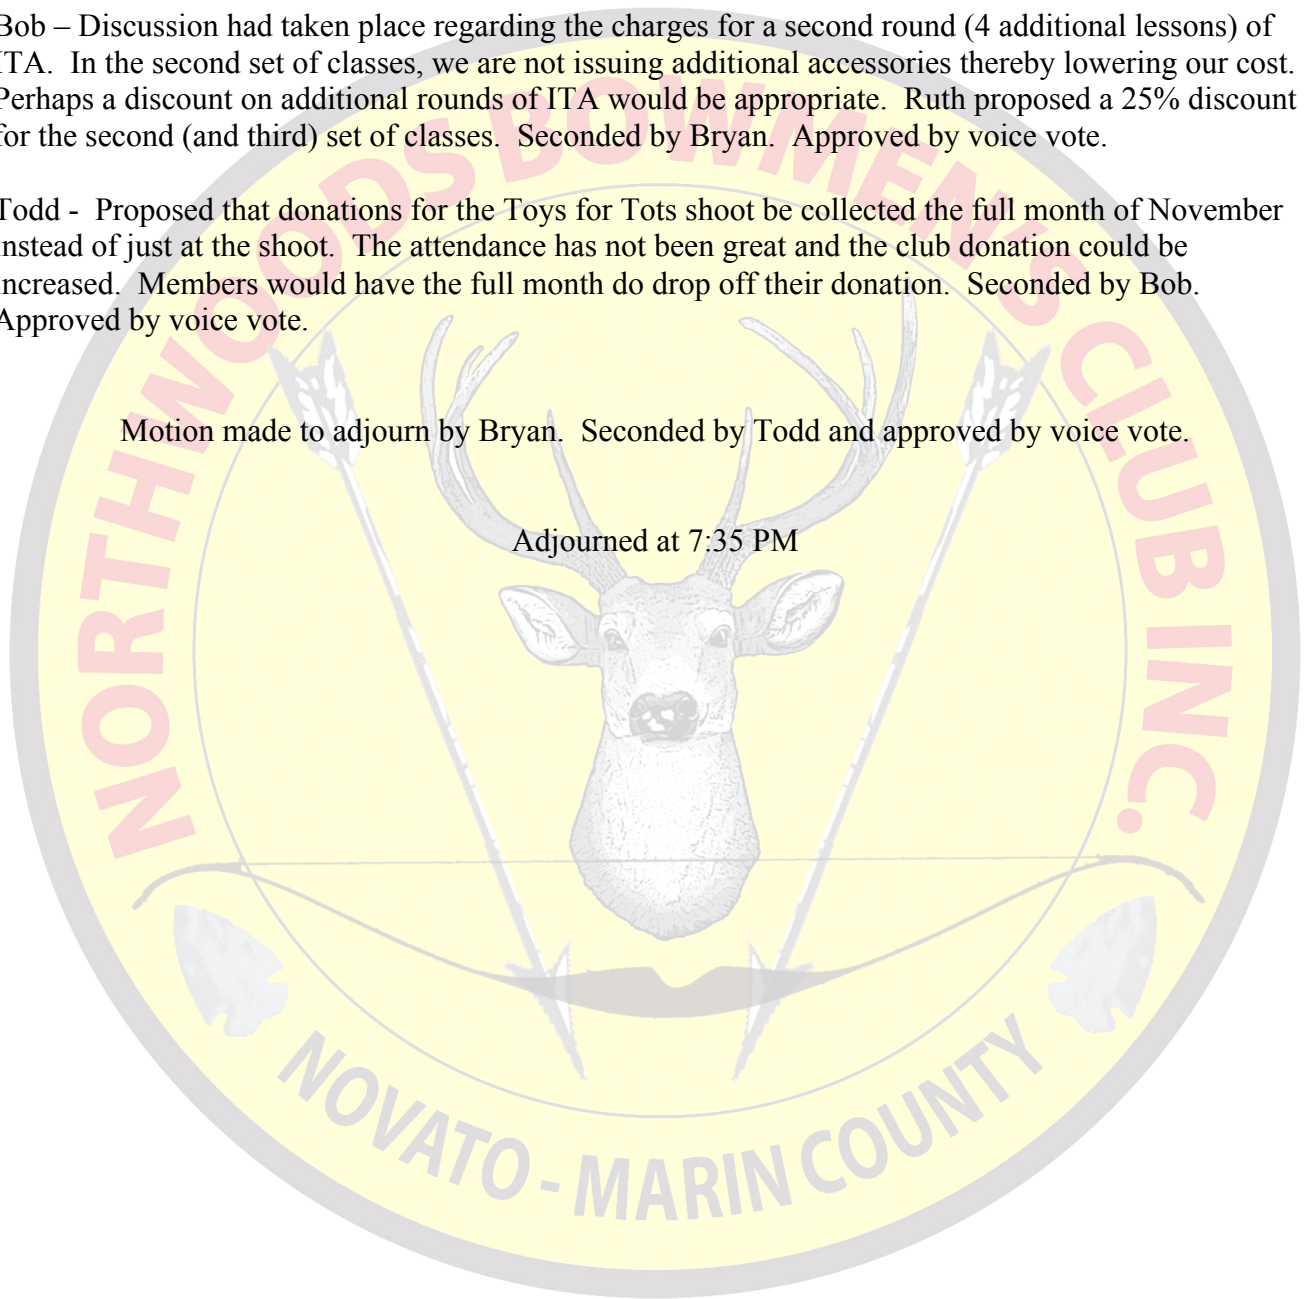 Bob – Discussion had taken place regarding the charges for a second round (4 additional lessons) of
ITA.  In the second set of classes, we are not issuing additional accessories thereby lowering our cost.
Perhaps a discount on additional rounds of ITA would be appropriate.  Ruth proposed a 25% discount
for the second (and third) set of classes.  Seconded by Bryan.  Approved by voice vote.
Todd -  Proposed that donations for the Toys for Tots shoot be collected the full month of November
instead of just at the shoot.  The attendance has not been great and the club donation could be
increased.  Members would have the full month do drop off their donation.  Seconded by Bob.
Approved by voice vote.
Motion made to adjourn by Bryan.  Seconded by Todd and approved by voice vote.
Adjourned at 7:35 PM
NORTHWOODS BOWMEN'S CLUB INC.
NOVATO - MARIN COUNTY